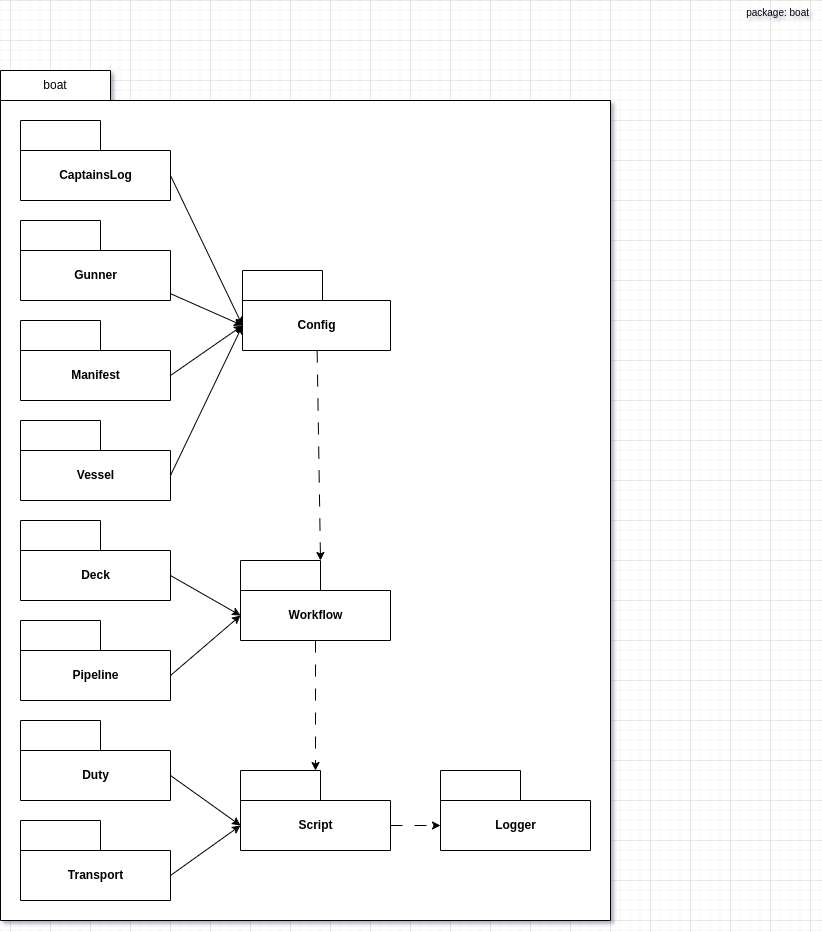 package: boat
boat
CaptainsLog
Gunner
Config
Manifest
Vessel
Deck
Workflow
Pipeline
Duty
Script
Logger
Transport